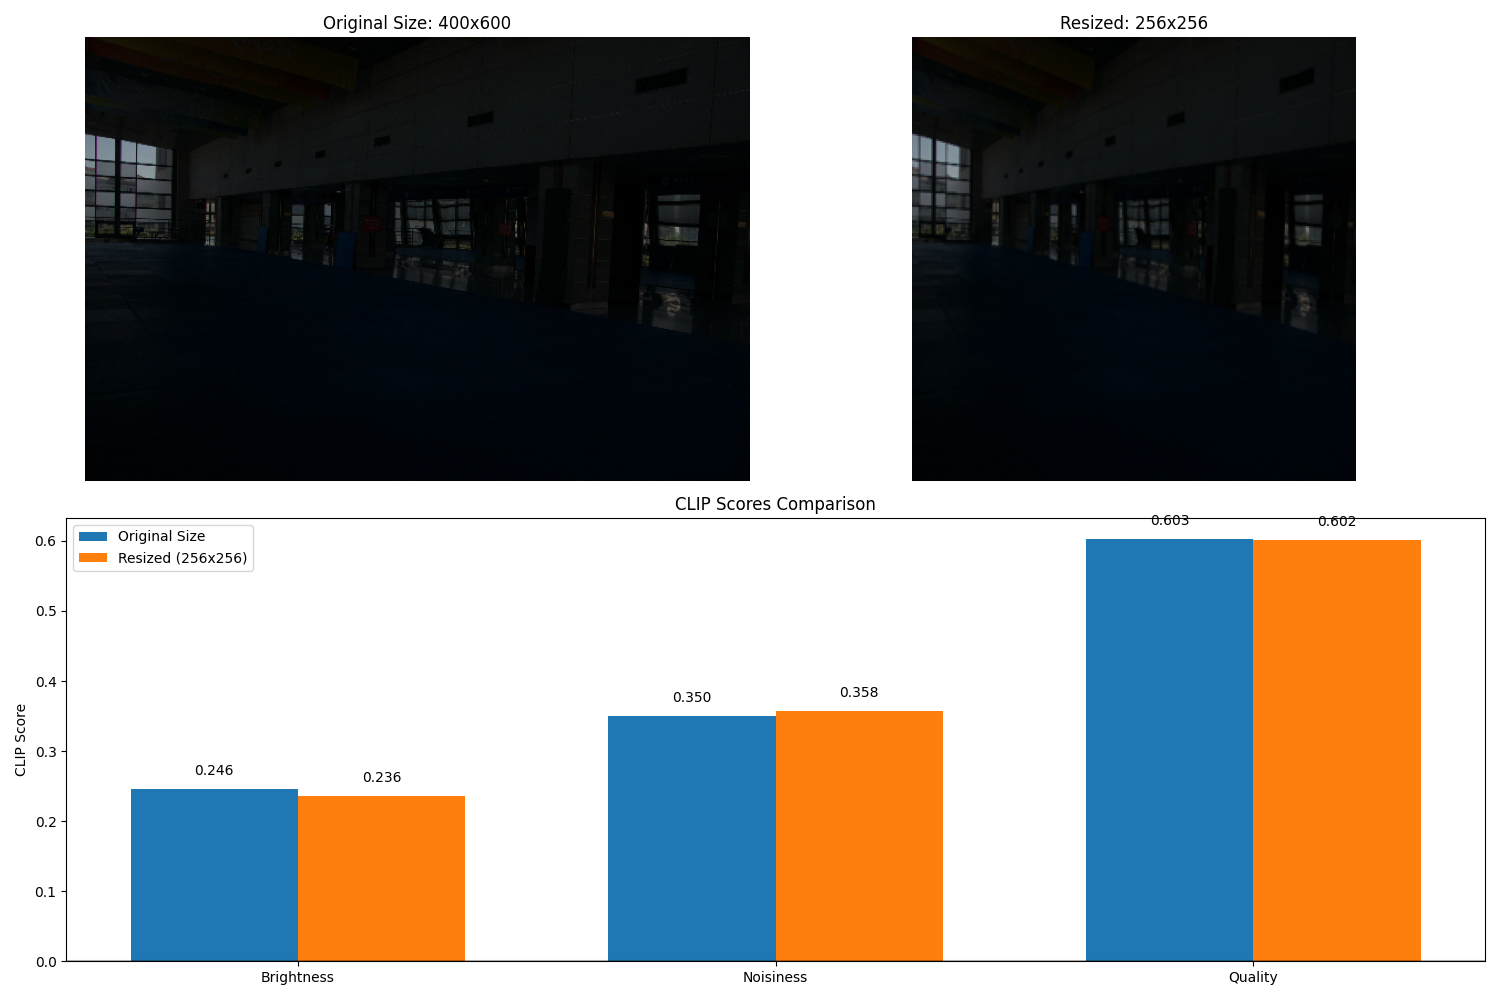 Original Size: 400x600
Resized: 256x256
CLIP Scores Comparison
Original Size
Resized (256x256)
CLIP Score
0.6
0.5
0.4
0.3
0.2
0.1
0.0
0.246
0.236
0.350
0.358
0.603
0.602
Brightness
Noisiness
Quality